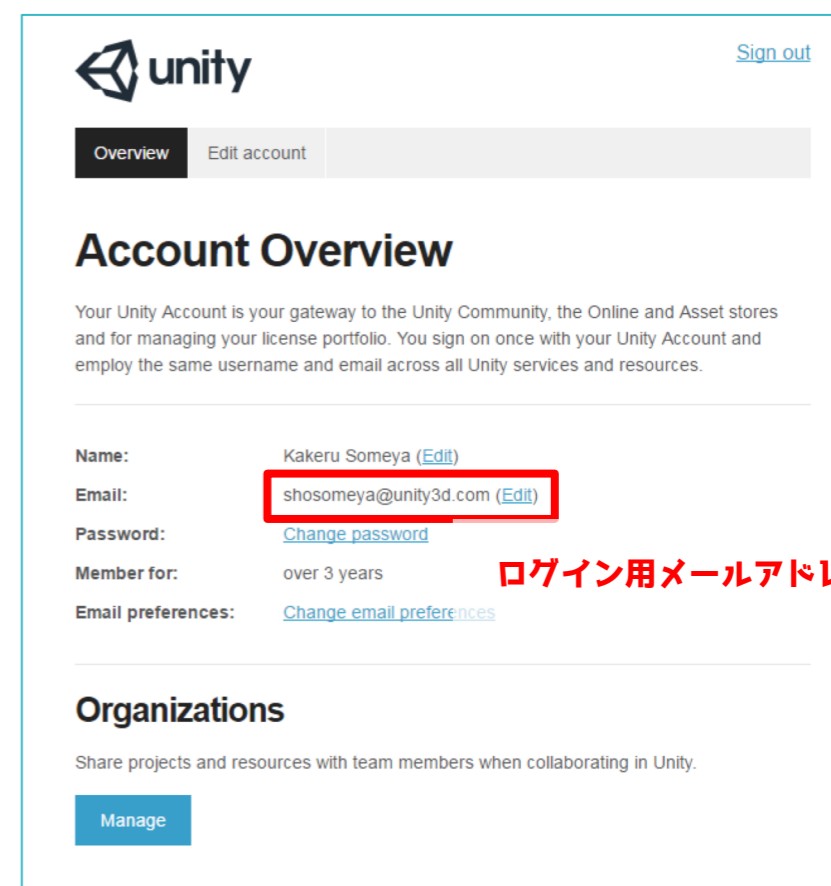 unity
Sign out
Overview
Edit account
Account Overview
Your Unity Account is your gateway to the Unity Community, the Online and Asset stores
and for managing your license portfolio. You sign on once with your Unity Account and
employ the same username and email across all Unity services and resources.
Name: Kakeru Someya (Edit)
Email: shosomeya@unity3d.com (Edit)
Password: Change password
Member for: over 3 years
ログイン用メールアドレ
Email preferences: Change email preferences
Organizations
Share projects and resources with team members when collaborating in Unity.
Manage